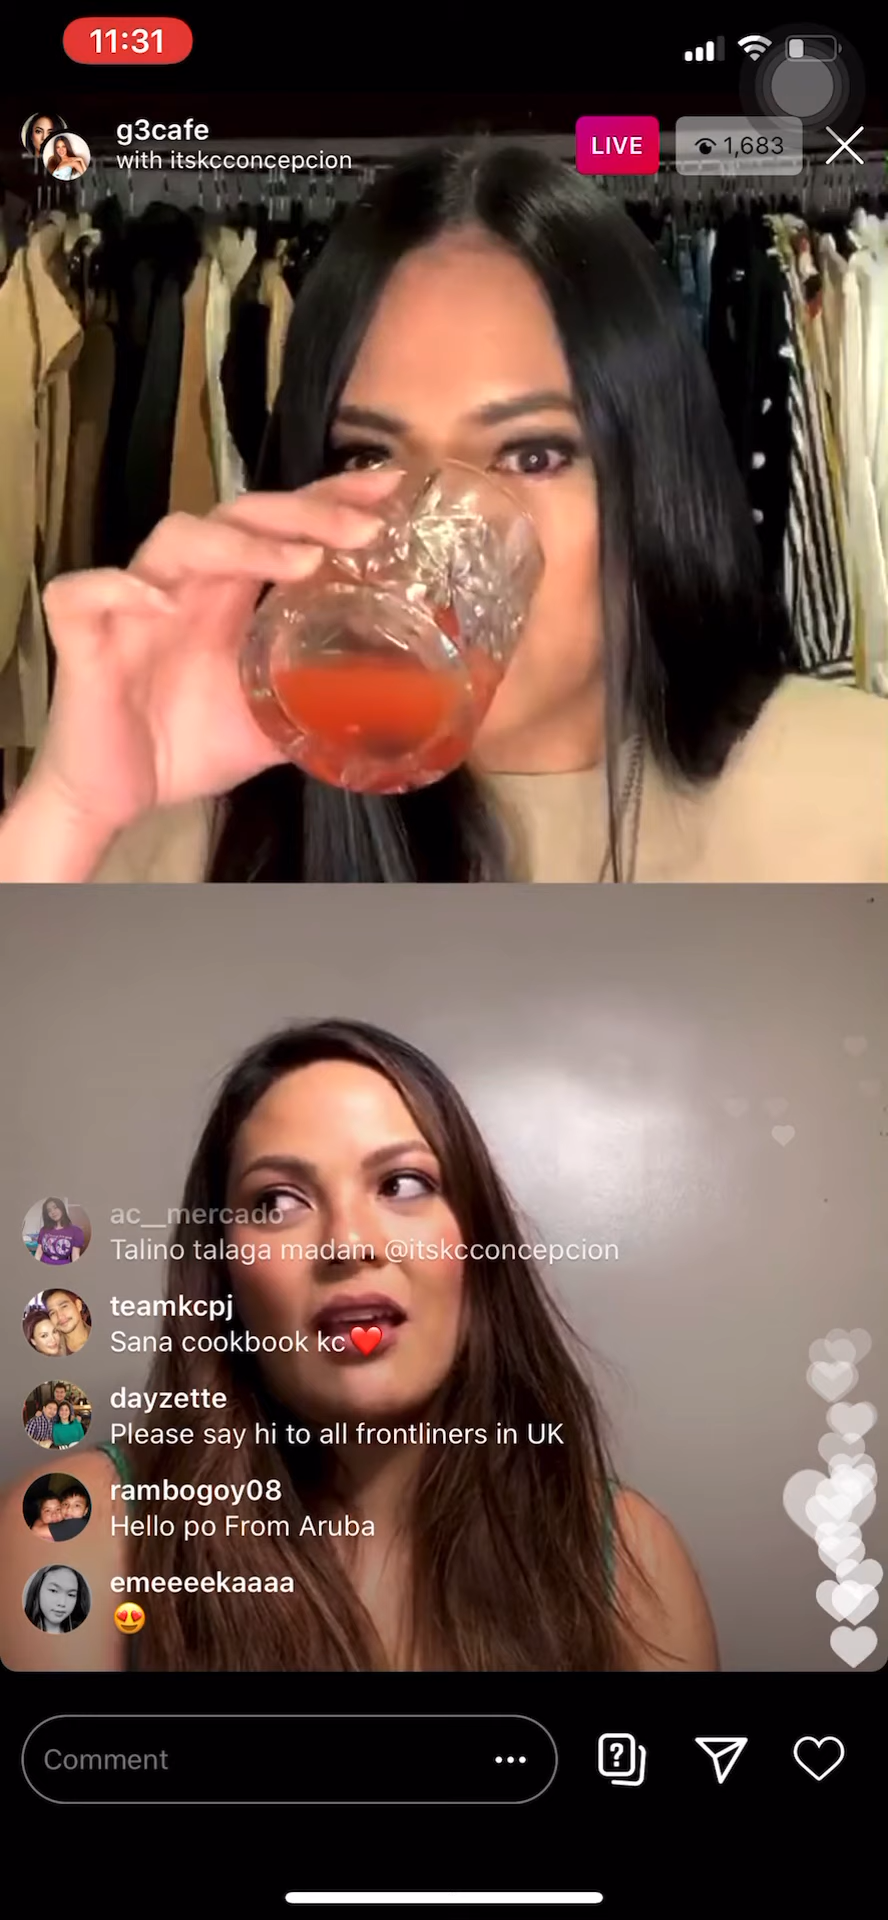 11:31
g3cafe
with itskcconcepcion
LIVE
1,683
ac__mercado
Talino talaga madam @itskcconcepcion
teamkcpj
Sana cookbook kc❤️
dayzette
Please say hi to all frontliners in UK
rambogoy08
Hello po From Aruba
emeeeekaaaa
😍
Comment